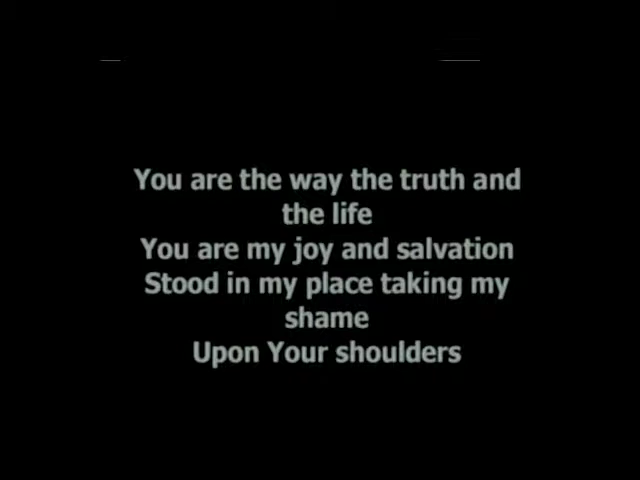 You are the way the truth and
the life
You are my joy and salvation
Stood in my place taking my
shame
Upon Your shoulders